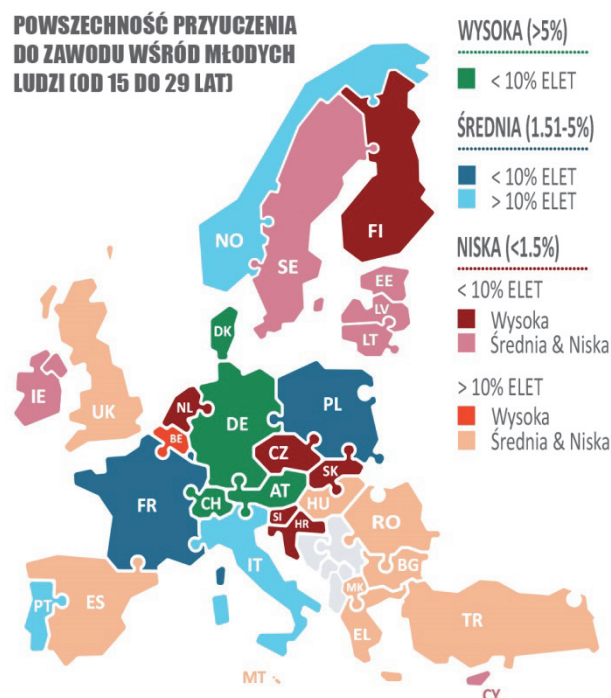 POWSZECHNOŚĆ PRZYUCZENIA
DO ZAWODU WŚRÓD MŁODYCH
LUDZI (OD 15 DO 29 LAT)
WYSOKA (>5%)
< 10% ELET
ŚREDNIA (1.51-5%)
< 10% ELET
> 10% ELET
NISKA (<1.5%)
< 10% ELET
Wysoka
Średnia & Niska
> 10% ELET
Wysoka
Średnia & Niska
NO
SE
FI
EE
LV
LT
DK
IE
UK
NL
BE
DE
PL
CZ
SK
FR
CH
AT
HU
SI
HR
RO
IT
BG
PT
ES
MK
EL
TR
MT
CY